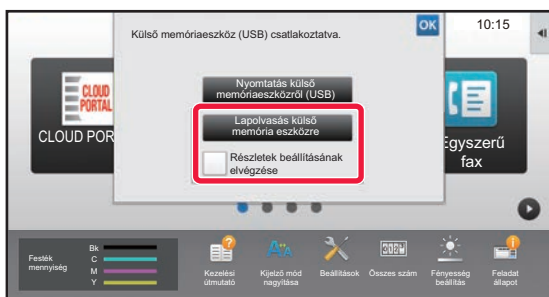 Külső memóriaeszköz (USB) csatlakoztatva.
OK
10:15
Nyomtatás külső
memóriaeszközről (USB)
CLOUD
PORTAL
Lapolvasás külső
memória eszközre
CLOUD POR
Részletek beállításának
elvégzése
Egyszerű
fax
Festék
mennyiség
Bk
C
M
Y
Kezelési
útmutató
Kijelző mód
nagyítása
Beállítások
Összes szám
Fényesség
beállítás
Feladat
állapot